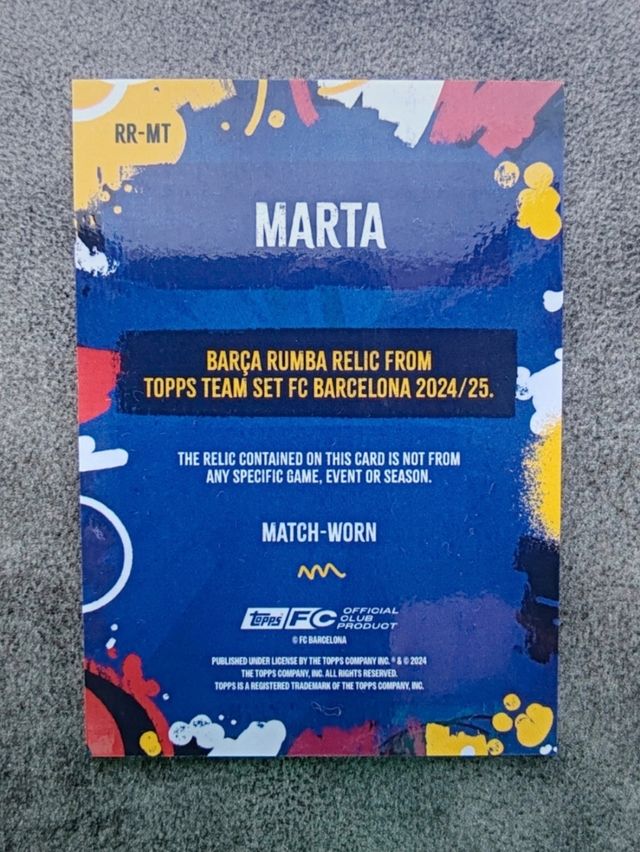 RR-MT
MARTA
BARÇA RUMBA RELIC FROM
TOPPS TEAM SET FC BARCELONA 2024/25.
THE RELIC CONTAINED ON THIS CARD IS NOT FROM
ANY SPECIFIC GAME, EVENT OR SEASON.
MATCH-WORN
topps FC OFFICIAL
CLUB
PRODUCT
© FC BARCELONA
PUBLISHED UNDER LICENSE BY THE TOPPS COMPANY INC. ® & © 2024
THE TOPPS COMPANY, INC. ALL RIGHTS RESERVED.
TOPPS IS A REGISTERED TRADEMARK OF THE TOPPS COMPANY, INC.